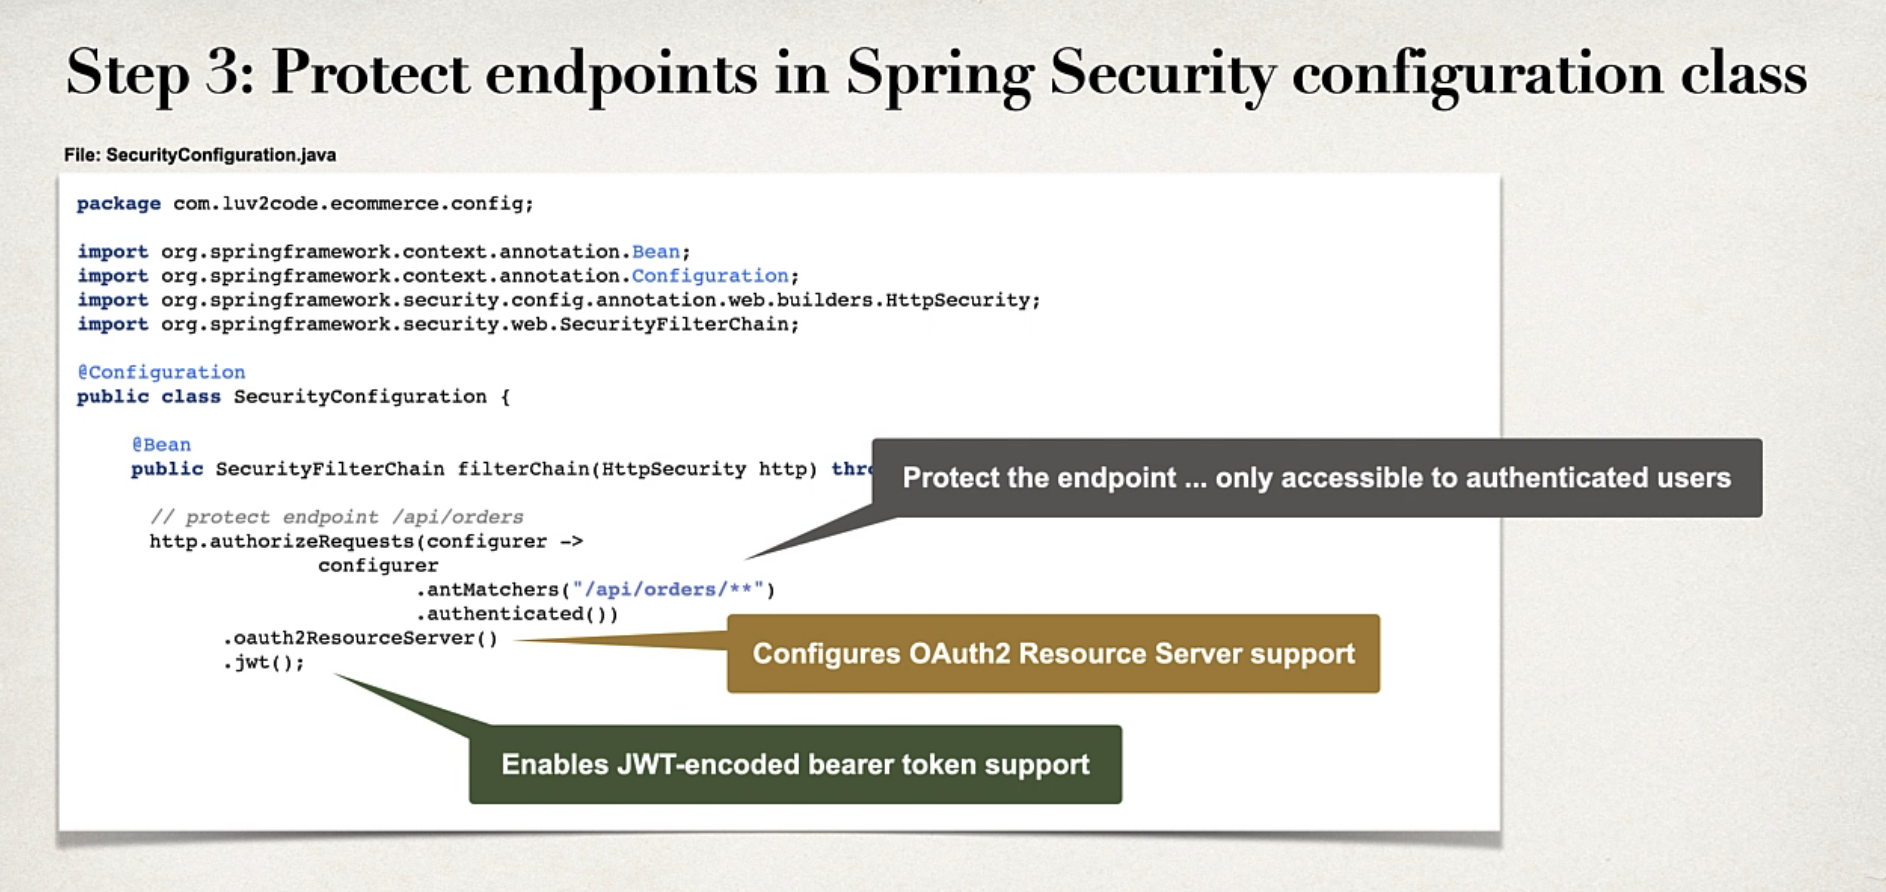 Step 3: Protect endpoints in Spring Security configuration class
File: SecurityConfiguration.java
package com.luv2code.ecommerce.config;
import org.springframework.context.annotation.Bean;
import org.springframework.context.annotation.Configuration;
import org.springframework.security.config.annotation.web.builders.HttpSecurity;
import org.springframework.security.web.SecurityFilterChain;
@Configuration
public class SecurityConfiguration {
@Bean
public SecurityFilterChain filterChain(HttpSecurity http)
Protect the endpoint ... only accessible to authenticated users
// protect endpoint /api/orders
http.authorizeRequests(configurer ->
configurer
.antMatchers("/api/orders/**")
.authenticated())
.oauth2ResourceServer()
Configures OAuth2 Resource Server support
.jwt();
Enables JWT-encoded bearer token support